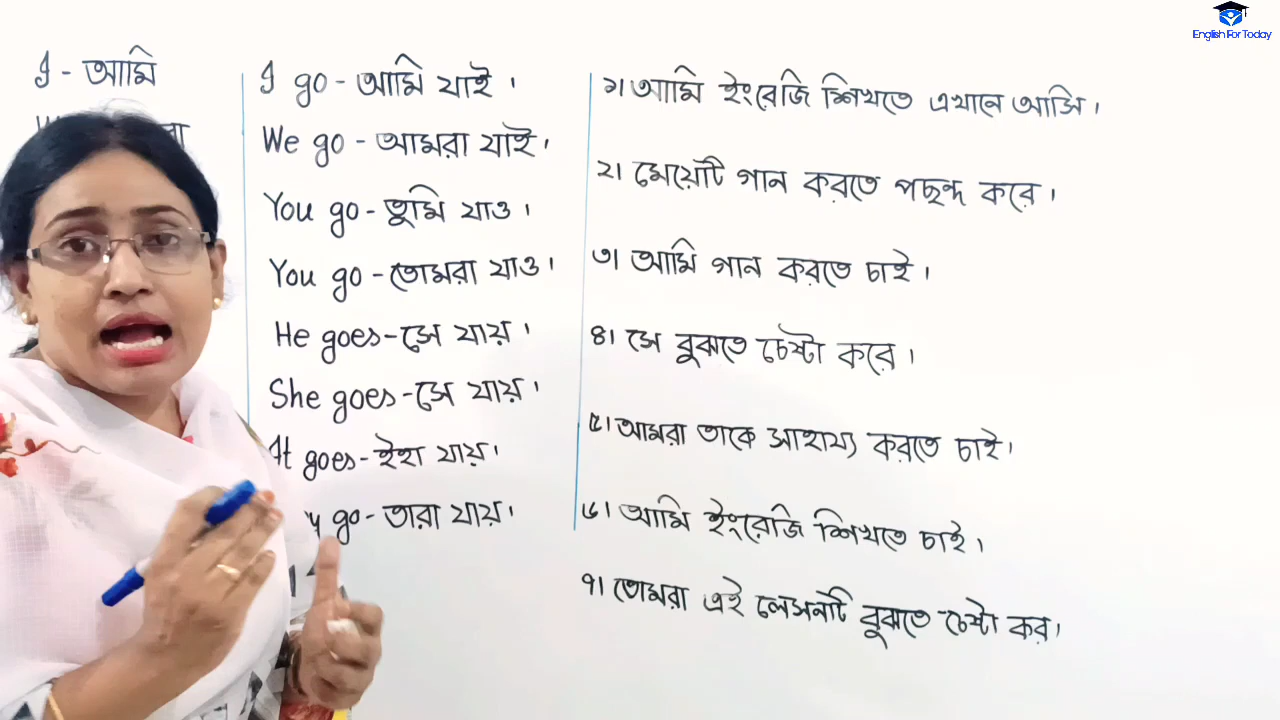 English For Today
I - আমি
I go - আমি যাই।
We go - আমরা যাই।
You go - তুমি যাও।
You go - তোমরা যাও।
He goes - সে যায়।
She goes - সে যায়।
It goes - ইহা যায়।
go - তারা যায়।
১। আমি ইংরেজি শিখতে এখানে আসি।
২। মেয়েটি গান করতে পছন্দ করে।
৩। আমি গান করতে চাই।
৪। সে বুঝতে চেষ্টা করে।
৫। আমরা তাকে সাহায্য করতে চাই।
৬। আমি ইংরেজি শিখতে চাই।
৭। তোমরা এই লেসনটি বুঝতে চেষ্টা কর।